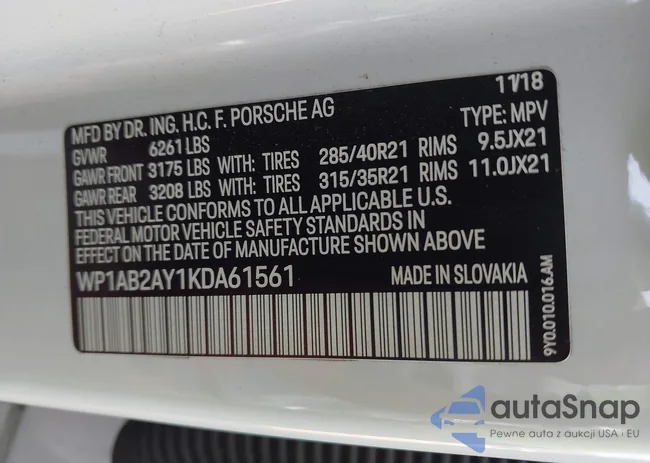 11/18
MFD BY DR. ING. H.C. F. PORSCHE AG TYPE: MPV
GVWR 6261 LBS
GAWR FRONT 3175 LBS WITH: TIRES 285/40R21 RIMS 9.5JX21
GAWR REAR 3208 LBS WITH: TIRES 315/35R21 RIMS 11.0JX21
THIS VEHICLE CONFORMS TO ALL APPLICABLE U.S.
FEDERAL MOTOR VEHICLE SAFETY STANDARDS IN
EFFECT ON THE DATE OF MANUFACTURE SHOWN ABOVE.
WP1AB2AY1KDA61561 MADE IN SLOVAKIA
9Y0.010.016.AM
autaSnap
Pewne auta z aukcji USA i EU